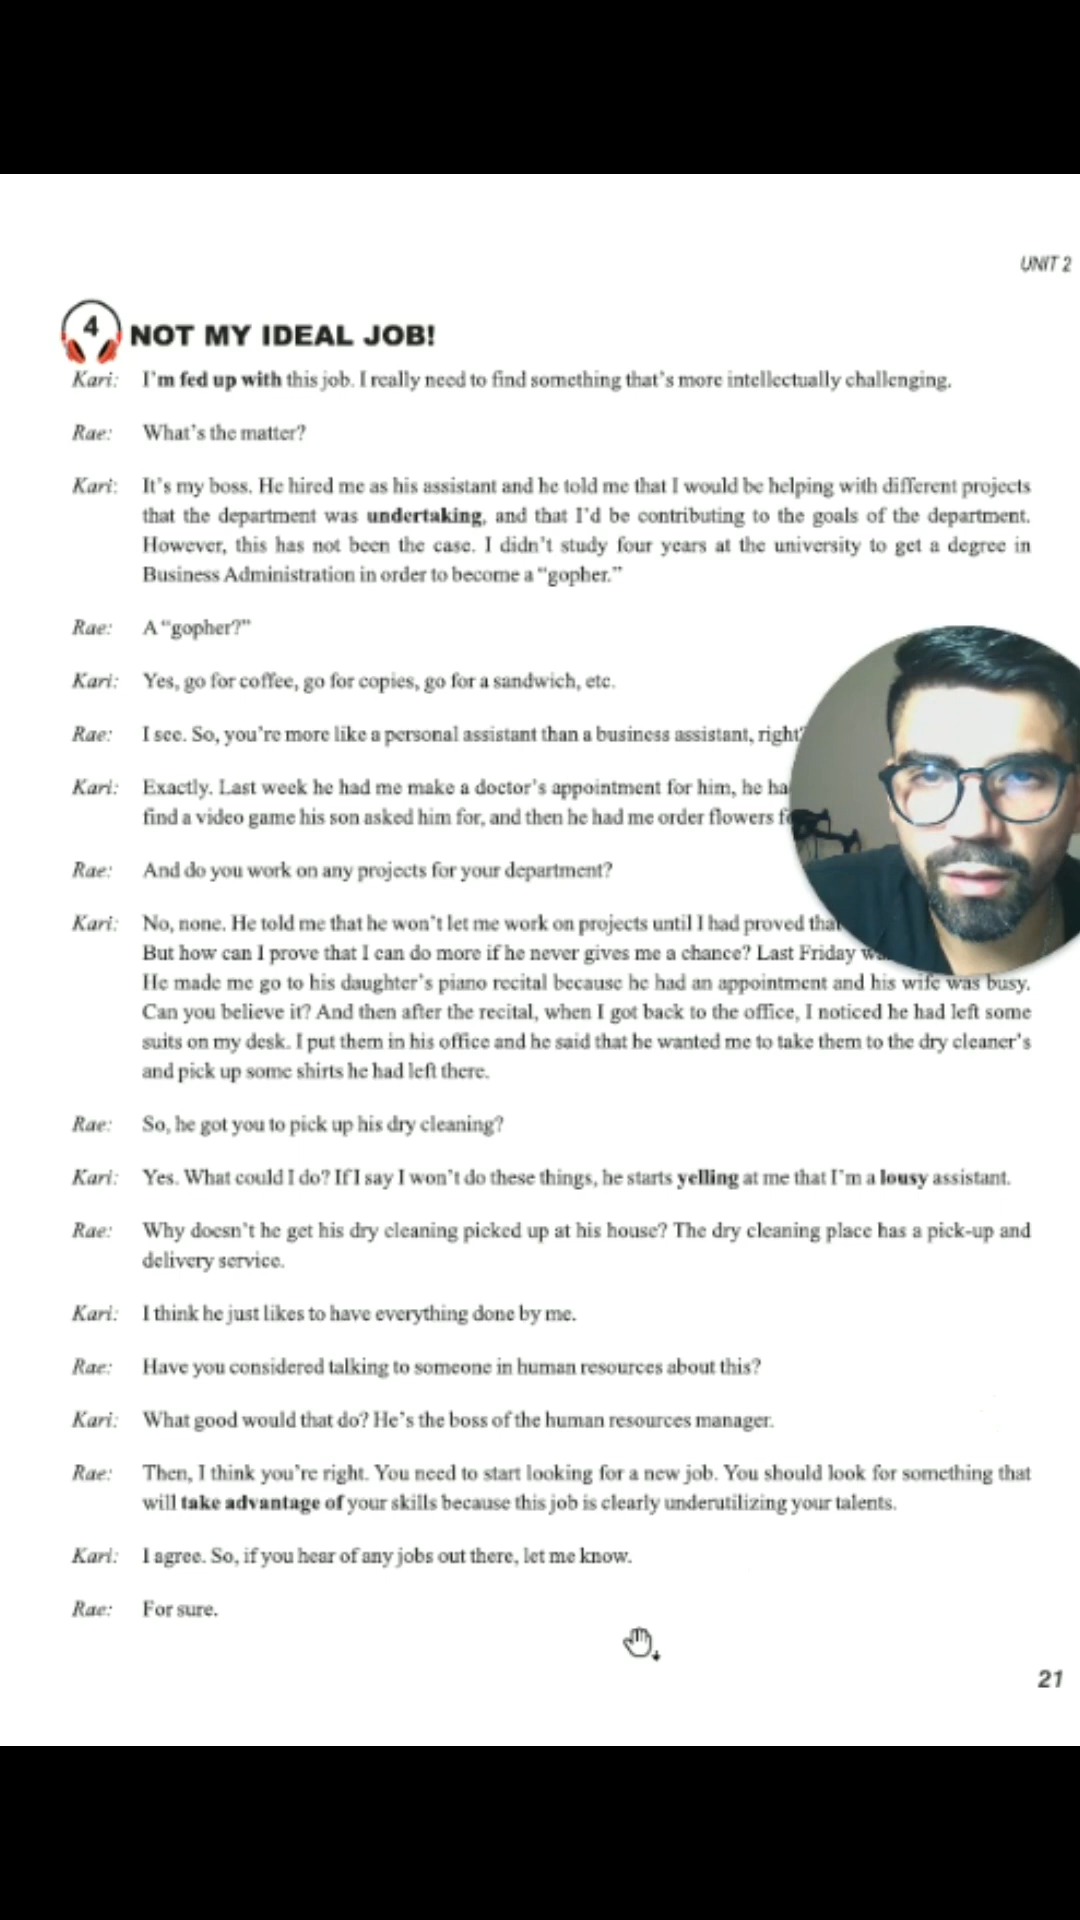 UNIT 2
4 NOT MY IDEAL JOB!
Kari: I'm fed up with this job. I really need to find something that's more intellectually challenging.
Rae: What's the matter?
Kari: It's my boss. He hired me as his assistant and he told me that I would be helping with different projects
that the department was undertaking, and that I'd be contributing to the goals of the department.
However, this has not been the case. I didn't study four years at the university to get a degree in
Business Administration in order to become a "gopher."
Rae: A "gopher?"
Kari: Yes, go for coffee, go for copies, go for a sandwich, etc.
Rae: I see. So, you're more like a personal assistant than a business assistant, right?
Kari: Exactly. Last week he had me make a doctor's appointment for him, he
find a video game his son asked him for, and then he had me order flowers
Rae: And do you work on any projects for your department?
Kari: No, none. He told me that he won't let me work on projects until I had proved
But how can I prove that I can do more if he never gives me a chance? Last Friday
He made me go to his daughter's piano recital because he had an appointment and his wife was busy.
Can you believe it? And then after the recital, when I got back to the office, I noticed he had left some
suits on my desk. I put them in his office and he said that he wanted me to take them to the dry cleaner's
and pick up some shirts he had left there.
Rae: So, he got you to pick up his dry cleaning?
Kari: Yes. What could I do? If I say I won't do these things, he starts yelling at me that I'm a lousy assistant.
Rae: Why doesn't he get his dry cleaning picked up at his house? The dry cleaning place has a pick-up and
delivery service.
Kari: I think he just likes to have everything done by me.
Rae: Have you considered talking to someone in human resources about this?
Kari: What good would that do? He's the boss of the human resources manager.
Rae: Then, I think you're right. You need to start looking for a new job. You should look for something that
will take advantage of your skills because this job is clearly underutilizing your talents.
Kari: I agree. So, if you hear of any jobs out there, let me know.
Rae: For sure.
21